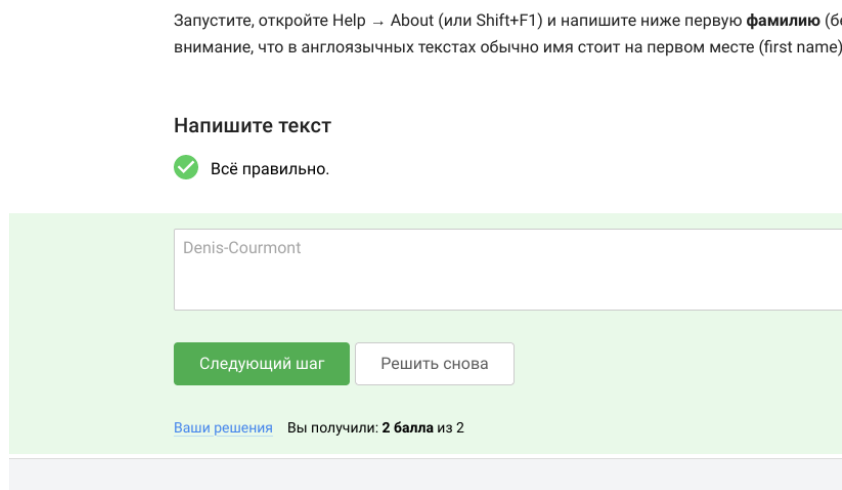 Запустите, откройте Help → About (или Shift+F1) и напишите ниже первую фамилию
внимание, что в англоязычных текстах обычно имя стоит на первом месте (first name)
Напишите текст
Всё правильно.
Denis-Courmont
Следующий шаг Решить снова
Ваши решения Вы получили: 2 балла из 2